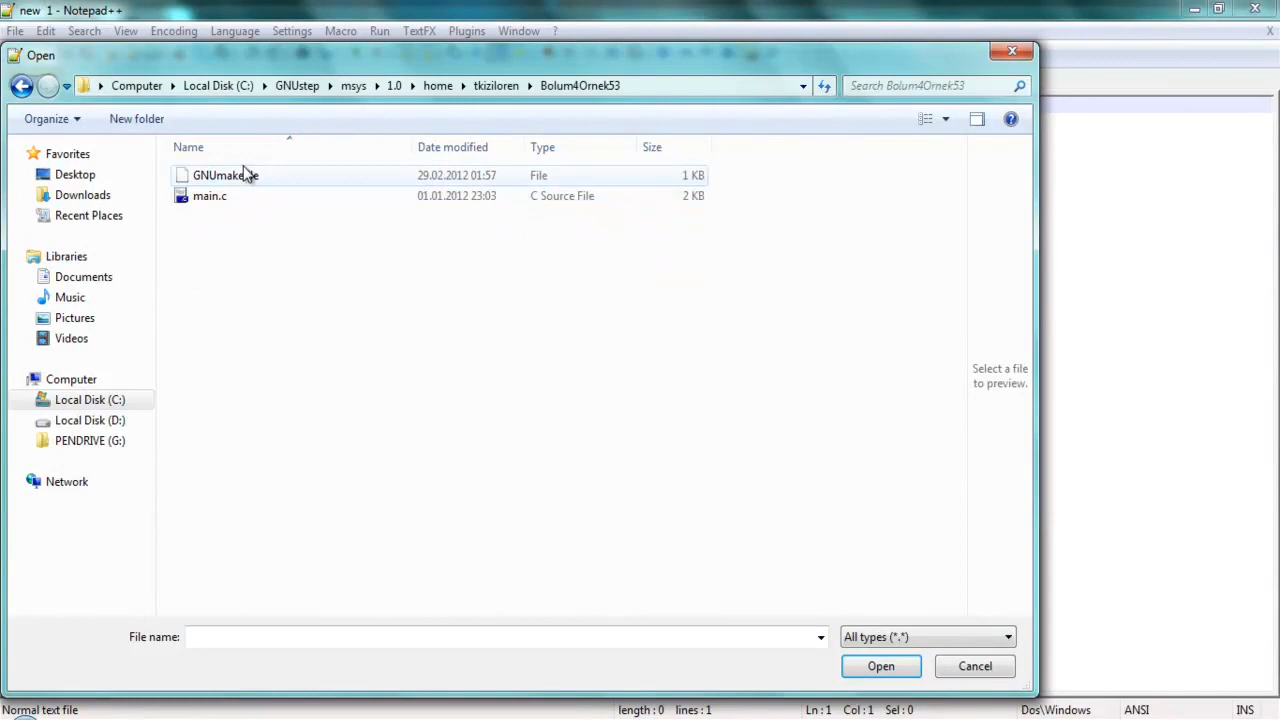 new 1 - Notepad++
File Edit Search View Encoding Language Settings Macro Run TextFX Plugins Window ? X
Open
Computer Local Disk (C:) GNUstep msys 1.0 home tkiziloren Bolum4Ornek53
Search Bolum4Ornek53
Organize New folder
Name Date modified Type Size
Favorites
Desktop
Downloads
Recent Places
Libraries
Documents
Music
Pictures
Videos
Computer
Local Disk (C:)
Local Disk (D:)
PENDRIVE (G:)
Network
29.02.2012 01:57 File 1 KB
main.c 01.01.2012 23:03 C Source File 2 KB
Select a file
to preview.
File name: All types (*.*)
Open Cancel
Normal text file length : 0 lines : 1 Ln : 1 Col : 1 Sel : 0 Dos\Windows ANSI INS